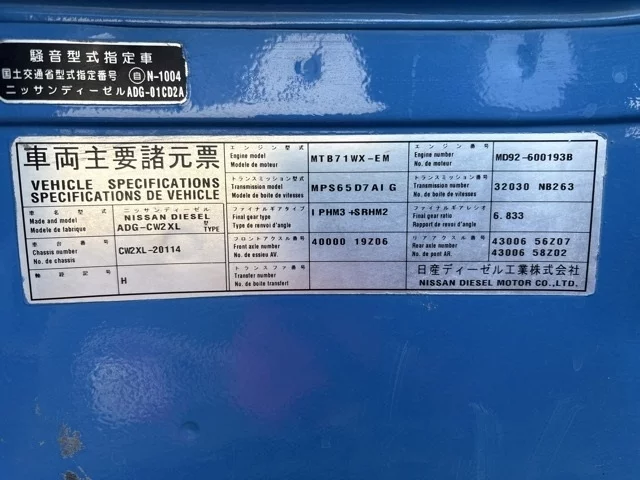 騒音型式指定車
国土交通省型式指定番号 自 N-1004
ニッサンディーゼル ADG-01CD2A
車両主要諸元票
VEHICLE SPECIFICATIONS
SPECIFICATIONS DE VEHICLE
車名型式
Made and model
Modele de fabrique
ニッサンディーゼル
NISSAN DIESEL
ADG-CW2XL 型 TYPE
車台番号
Chassis number
No. de chassis
CW2XL-20114
H
エンジン型式
Engine model
Modele de moteur
MTB71WX-EM
トランスミッション型式
Transmission model
Modele de boite de vitesses
MPS65D7AI G
ファイナルギアタイプ
Final gear type
Type de renvoi d'angle
I PHM3 +SRHM2
フロントアクスル番号
Front axle number
No. de essieu AV.
40000 19Z06
トランスファ番号
Transfer number
No. de boite transfert
エンジン番号
Engine number
No. de moteur
MD92-600193B
トランスミッション番号
Transmission number
No. de boite de vitesses
32030 NB263
ファイナルギアレシオ
Final gear ratio
Rapport de renvoi d'angle
6.833
リアアクスル番号
Rear axle number
No. de pont AR.
43006 56Z07
43006 58Z02
日産ディーゼル工業株式会社
NISSAN DIESEL MOTOR CO.,LTD.